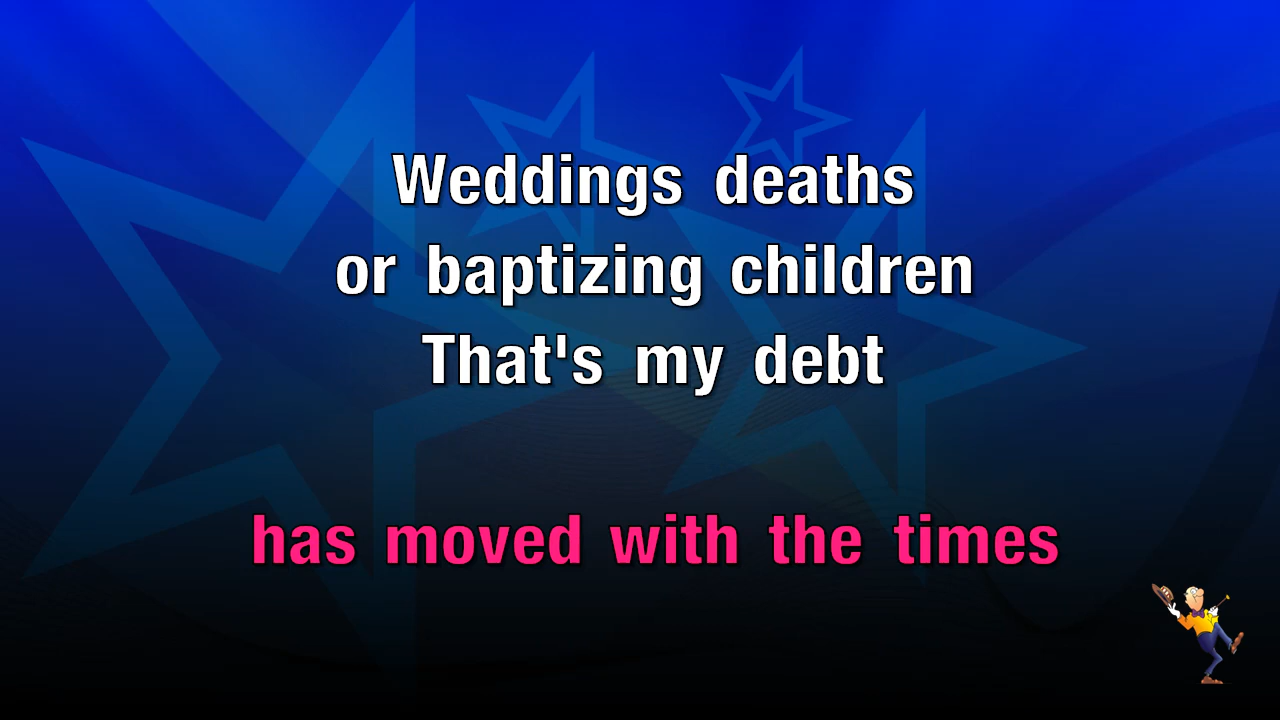 Weddings deaths
or baptizing children
That's my debt
has moved with the times